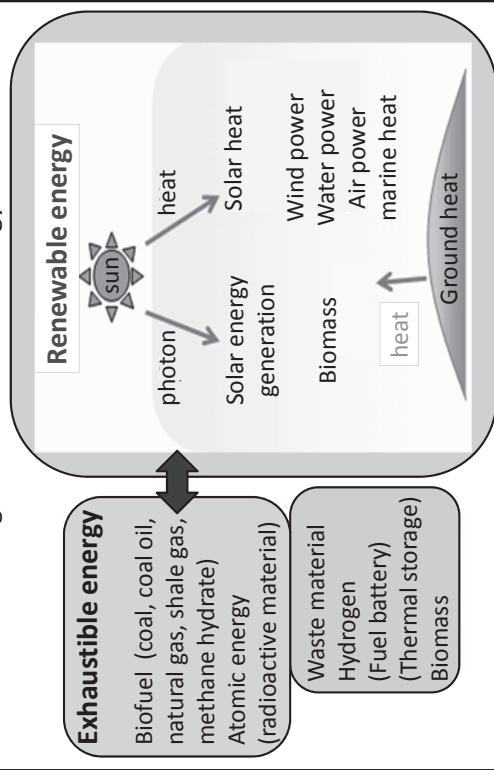 Exhaustible energy
Biofuel (coal, coal oil,
natural gas, shale gas,
methane hydrate)
Atomic energy
(radioactive material)
Waste material
Hydrogen
(Fuel battery)
(Thermal storage)
Biomass
Renewable energy
sun
photon
heat
Solar energy
generation
Solar heat
Biomass
Wind power
Water power
Air power
marine heat
heat
Ground heat